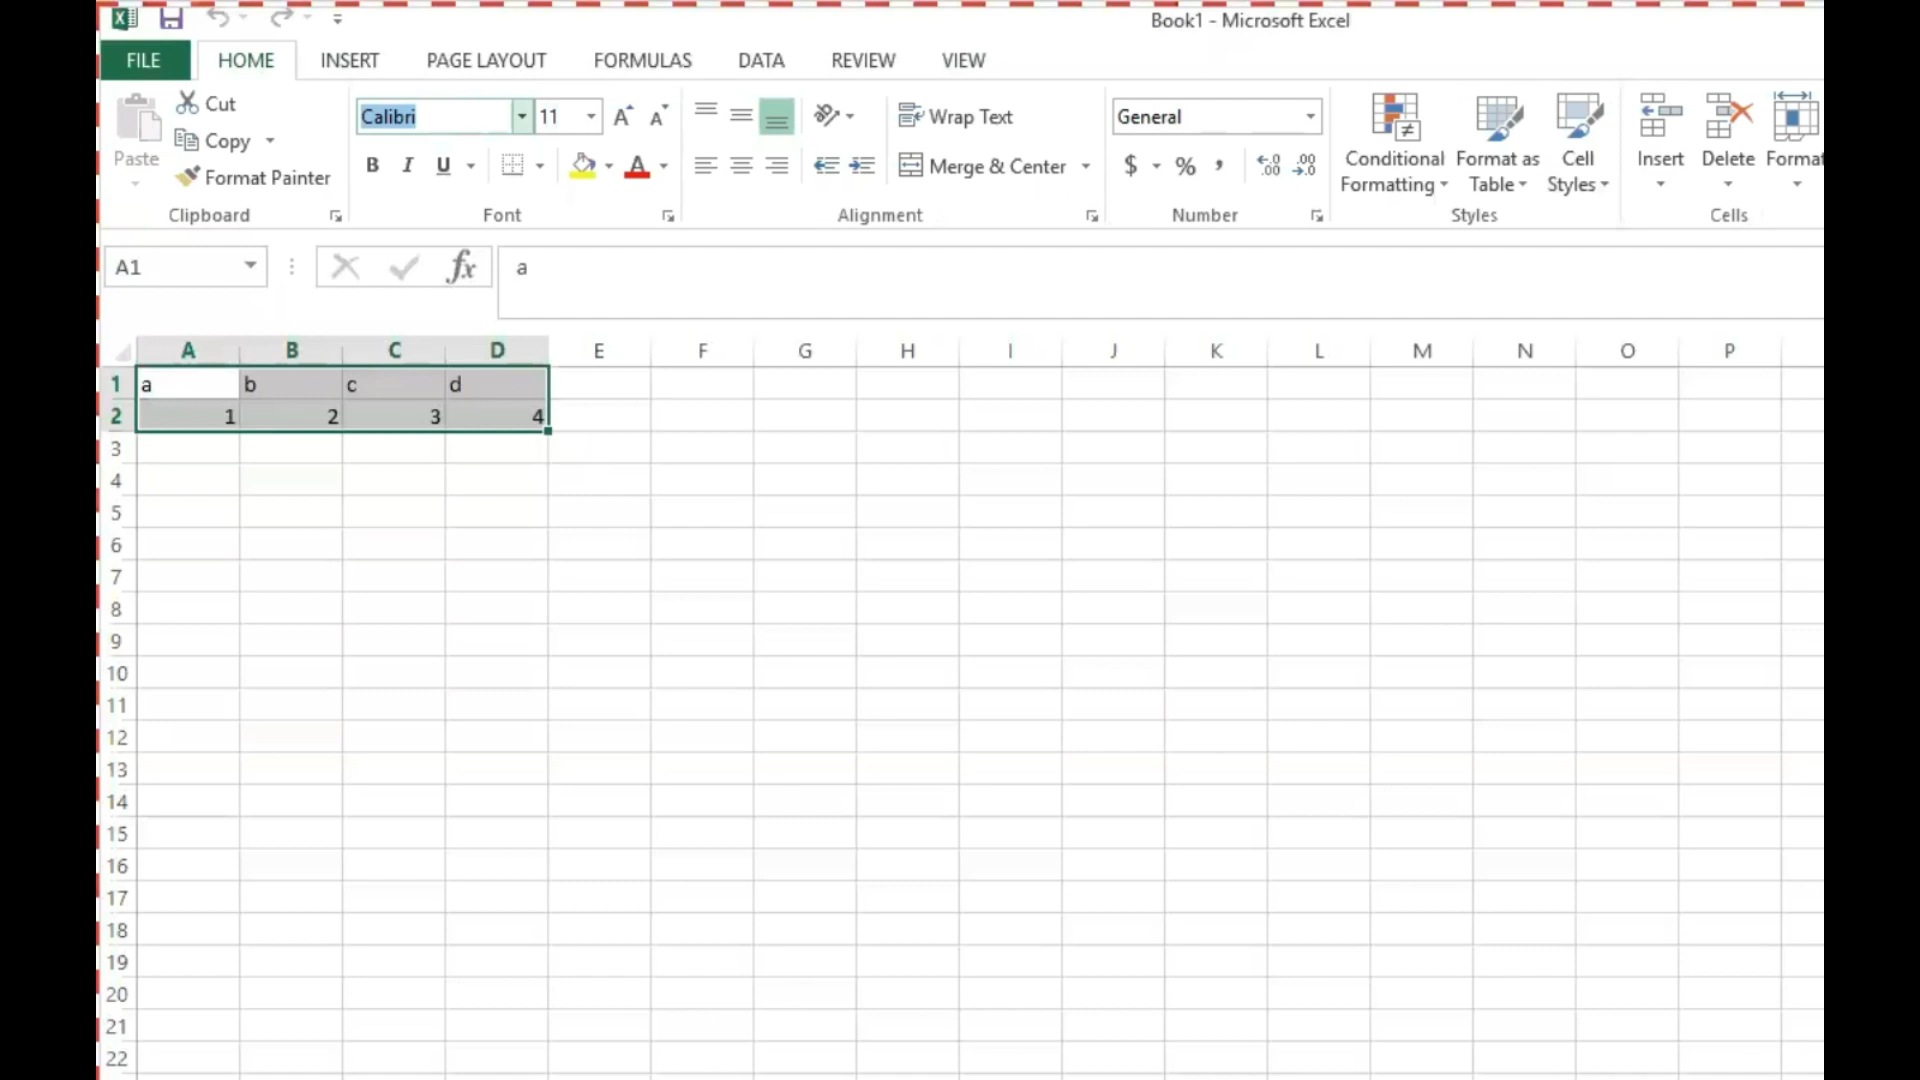 Book1 - Microsoft Excel
FILE HOME INSERT PAGE LAYOUT FORMULAS DATA REVIEW VIEW
Paste
Cut
Copy
Format Painter
Clipboard
Calibri 11
B I U
Font
Wrap Text
Merge & Center
Alignment
General
$ % ,
Number
Conditional Formatting
Format as Table
Cell Styles
Styles
Insert
Delete
Format
Cells
A1 fx a
A B C D E F G H I J K L M N O P
1 a b c d
2 1 2 3 4
3
4
5
6
7
8
9
10
11
12
13
14
15
16
17
18
19
20
21
22